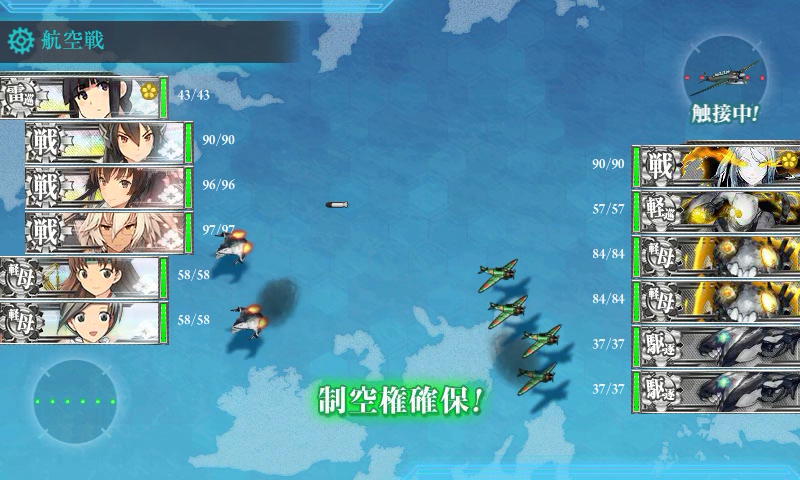 航空戦
雷巡
43/43
戦
90/90
戦
96/96
戦
97/97
軽母
58/58
軽母
58/58
触接中!
戦
90/90
軽巡
57/57
軽母
84/84
軽母
84/84
駆逐
37/37
駆逐
37/37
制空権確保!